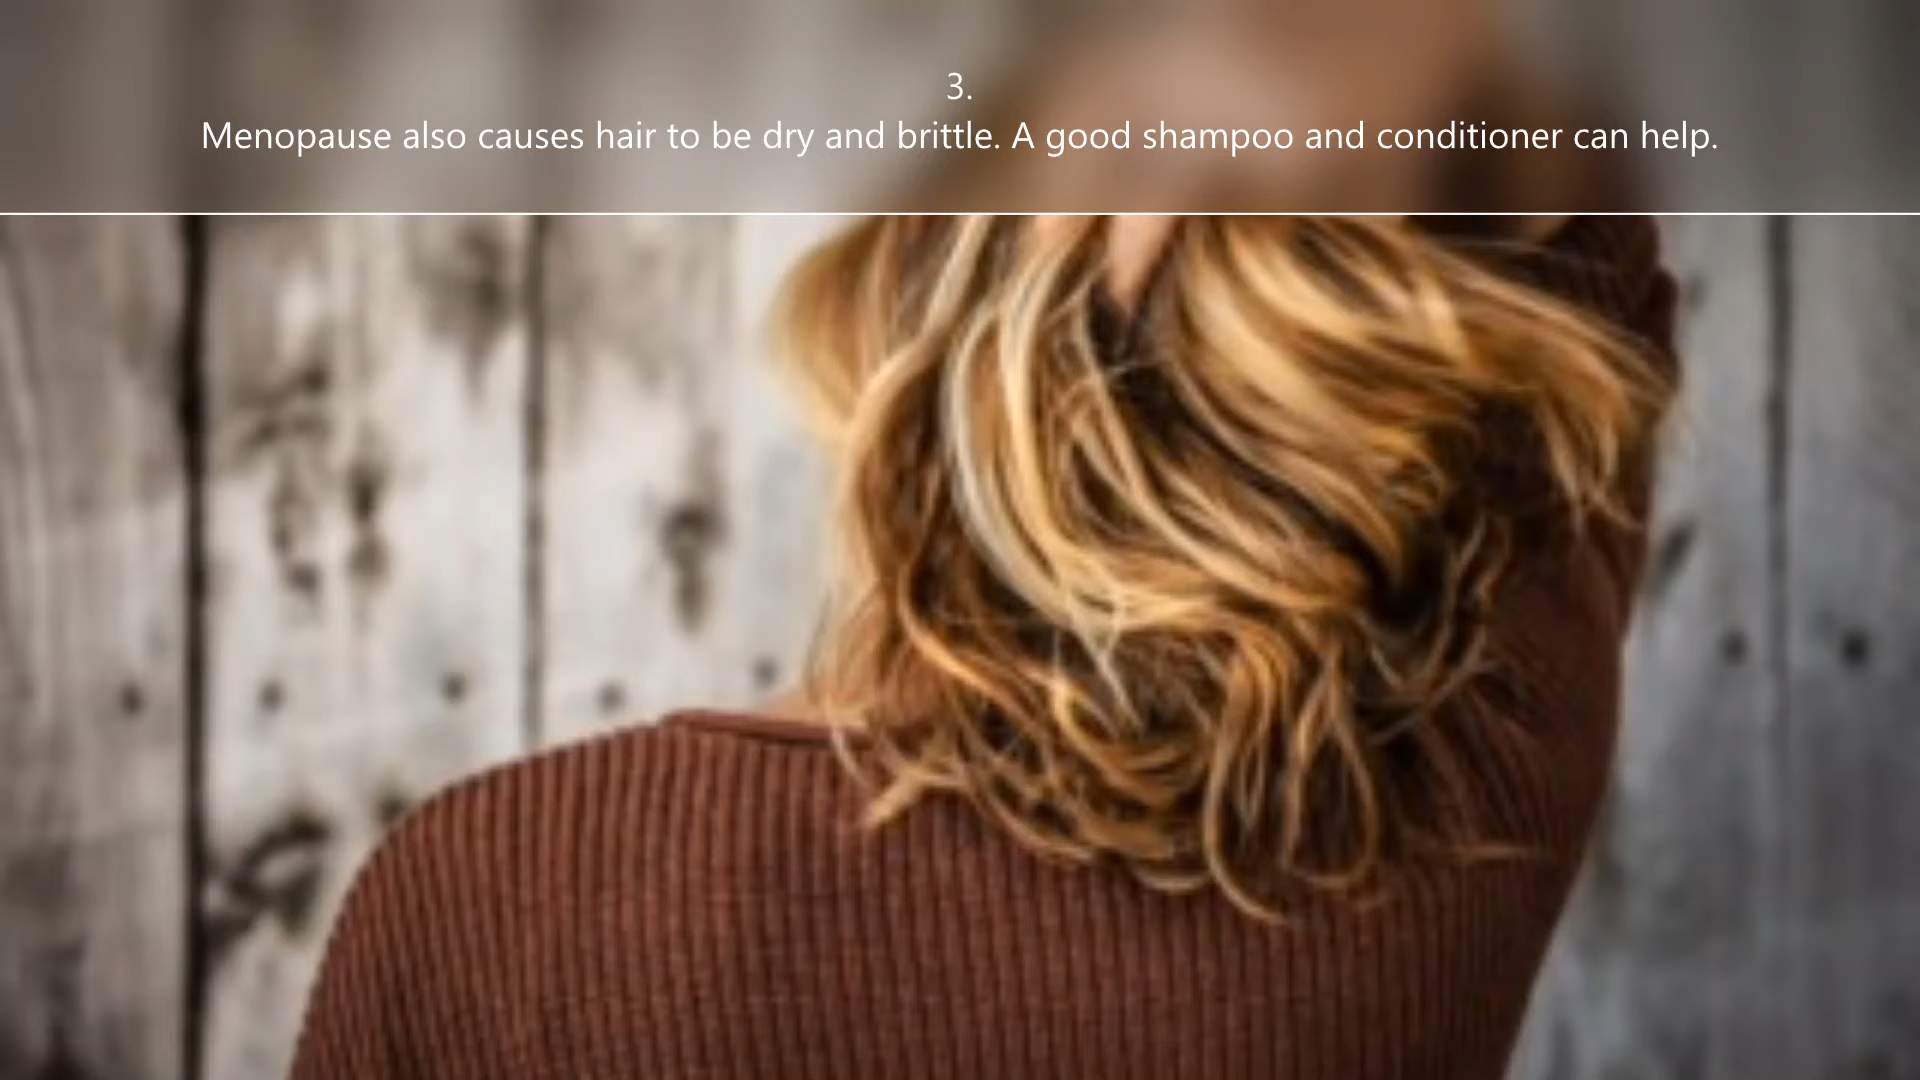 3.
Menopause also causes hair to be dry and brittle. A good shampoo and conditioner can help.